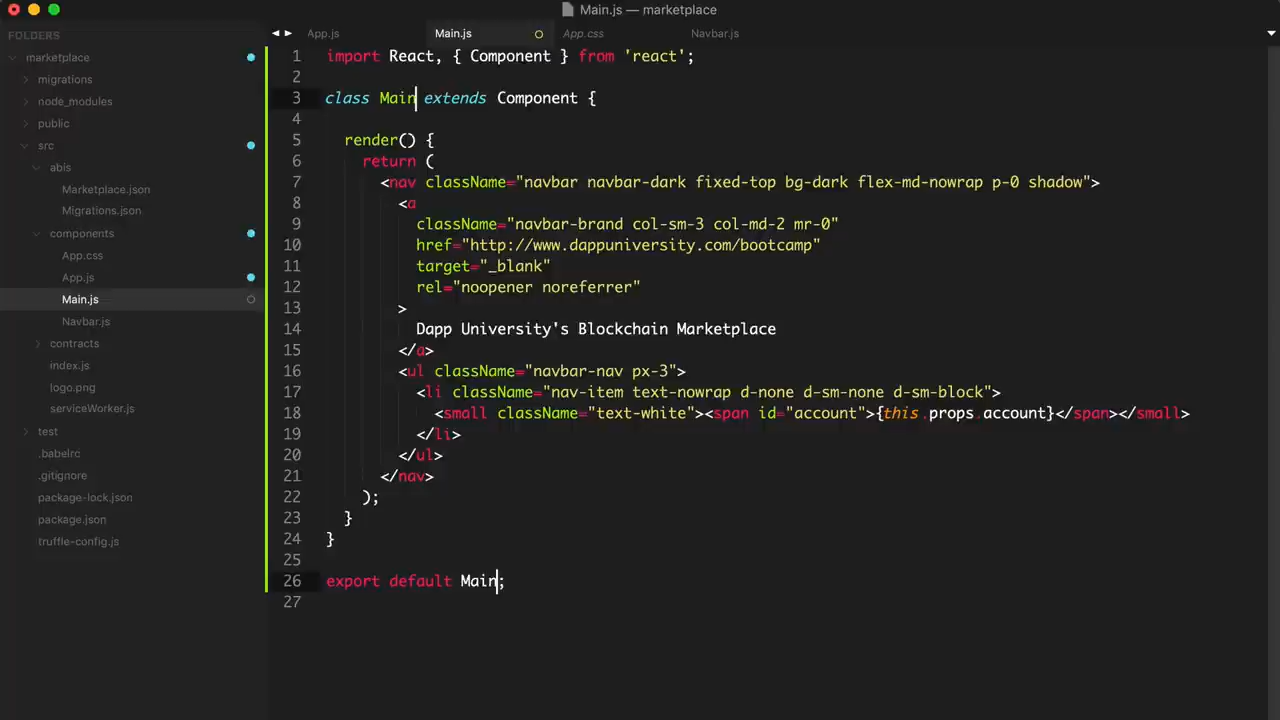 Main.js — marketplace
FOLDERS
marketplace
migrations
node_modules
public
src
abis
Marketplace.json
Migrations.json
components
App.css
App.js
Main.js
Navbar.js
contracts
index.js
logo.png
serviceWorker.js
test
.babelrc
.gitignore
package-lock.json
package.json
truffle-config.js
App.js Main.js App.css Navbar.js
1 import React, { Component } from 'react';
2
3 class Main extends Component {
4
5 render() {
6 return (
7 <nav className="navbar navbar-dark fixed-top bg-dark flex-md-nowrap p-0 shadow">
8 <a
9 className="navbar-brand col-sm-3 col-md-2 mr-0"
10 href="http://www.dappuniversity.com/bootcamp"
11 target="_blank"
12 rel="noopener noreferrer"
13 >
14 Dapp University's Blockchain Marketplace
15 </a>
16 <ul className="navbar-nav px-3">
17 <li className="nav-item text-nowrap d-none d-sm-none d-sm-block">
18 <small className="text-white"><span id="account">{this.props.account}</span></small>
19 </li>
20 </ul>
21 </nav>
22 );
23 }
24 }
25
26 export default Main;
27